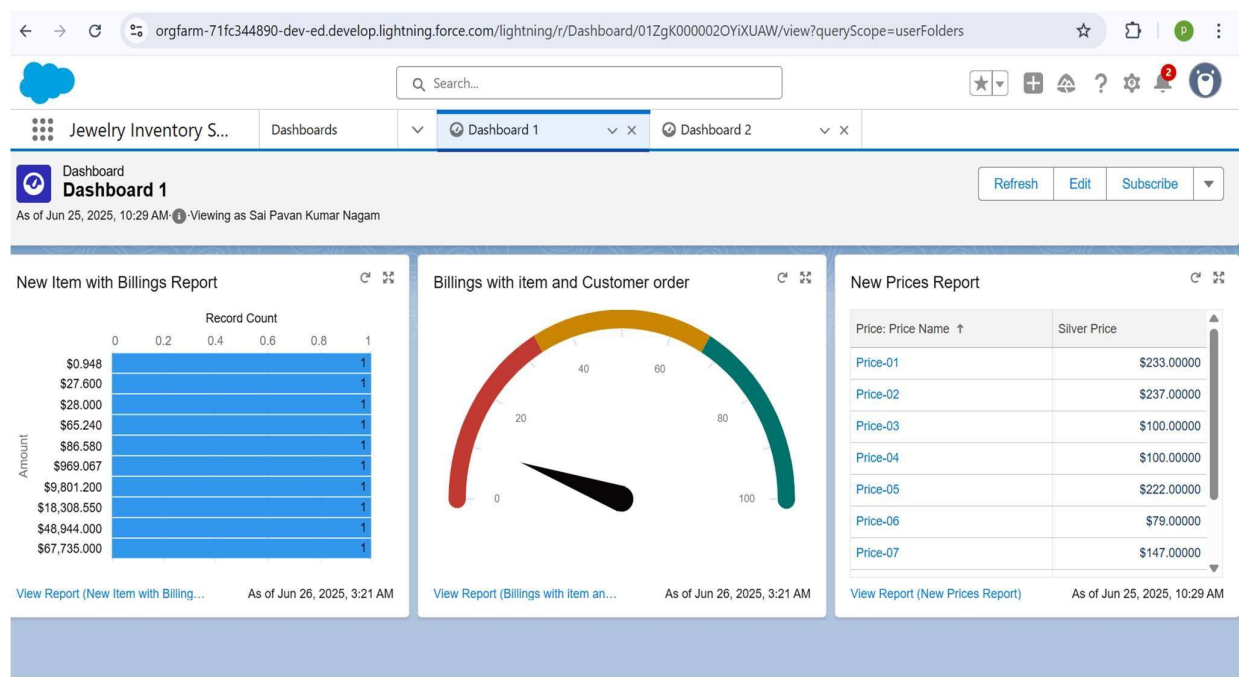 orgfarm-71fc344890-dev-ed.develop.lightning.force.com/lightning/r/Dashboard/01ZgK000002OYiXUAW/view?queryScope=userFolders
P
Search...
2
Jewelry Inventory S...
Dashboards
Dashboard 1
Dashboard 2
Dashboard
Dashboard 1
As of Jun 25, 2025, 10:29 AM·Viewing as Sai Pavan Kumar Nagam
Refresh
Edit
Subscribe
New Item with Billings Report
Record Count
0 0.2 0.4 0.6 0.8 1
Amount
$0.948 1
$27.600 1
$28.000 1
$65.240 1
$86.580 1
$969.067 1
$9,801.200 1
$18,308.550 1
$48,944.000 1
$67,735.000 1
View Report (New Item with Billing...
As of Jun 26, 2025, 3:21 AM
Billings with item and Customer order
0
20
40
60
80
100
View Report (Billings with item an...
As of Jun 26, 2025, 3:21 AM
New Prices Report
Price: Price Name ↑ Silver Price
Price-01 $233.00000
Price-02 $237.00000
Price-03 $100.00000
Price-04 $100.00000
Price-05 $222.00000
Price-06 $79.00000
Price-07 $147.00000
View Report (New Prices Report)
As of Jun 25, 2025, 10:29 AM